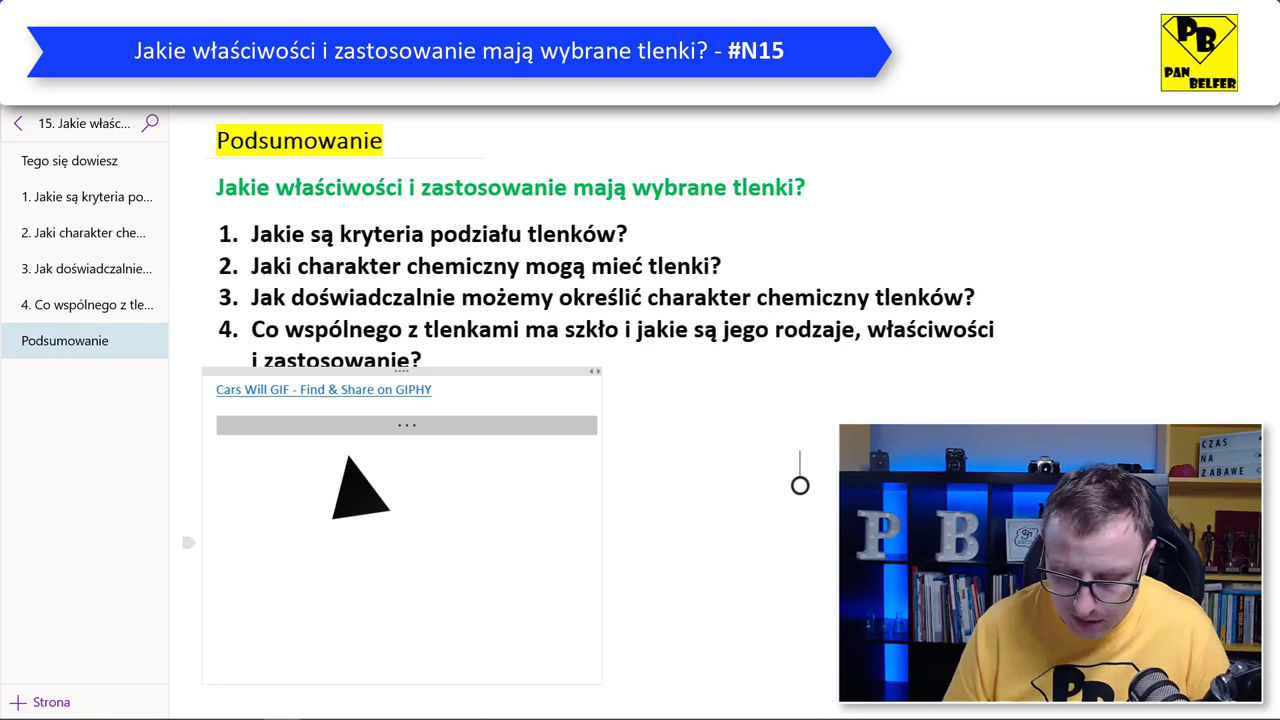 Jakie właściwości i zastosowanie mają wybrane tlenki? - #N15
PB
PAN
BELFER
15. Jakie właśc...
Tego się dowiesz
1. Jakie są kryteria po...
2. Jaki charakter che...
3. Jak doświadczalnie...
4. Co wspólnego z tle...
Podsumowanie
Strona
Podsumowanie
Jakie właściwości i zastosowanie mają wybrane tlenki?
1. Jakie są kryteria podziału tlenków?
2. Jaki charakter chemiczny mogą mieć tlenki?
3. Jak doświadczalnie możemy określić charakter chemiczny tlenków?
4. Co wspólnego z tlenkami ma szkło i jakie są jego rodzaje, właściwości
i zastosowanie?
Cars Will GIF - Find & Share on GIPHY
CZAS
NA
ZABAWE
P B